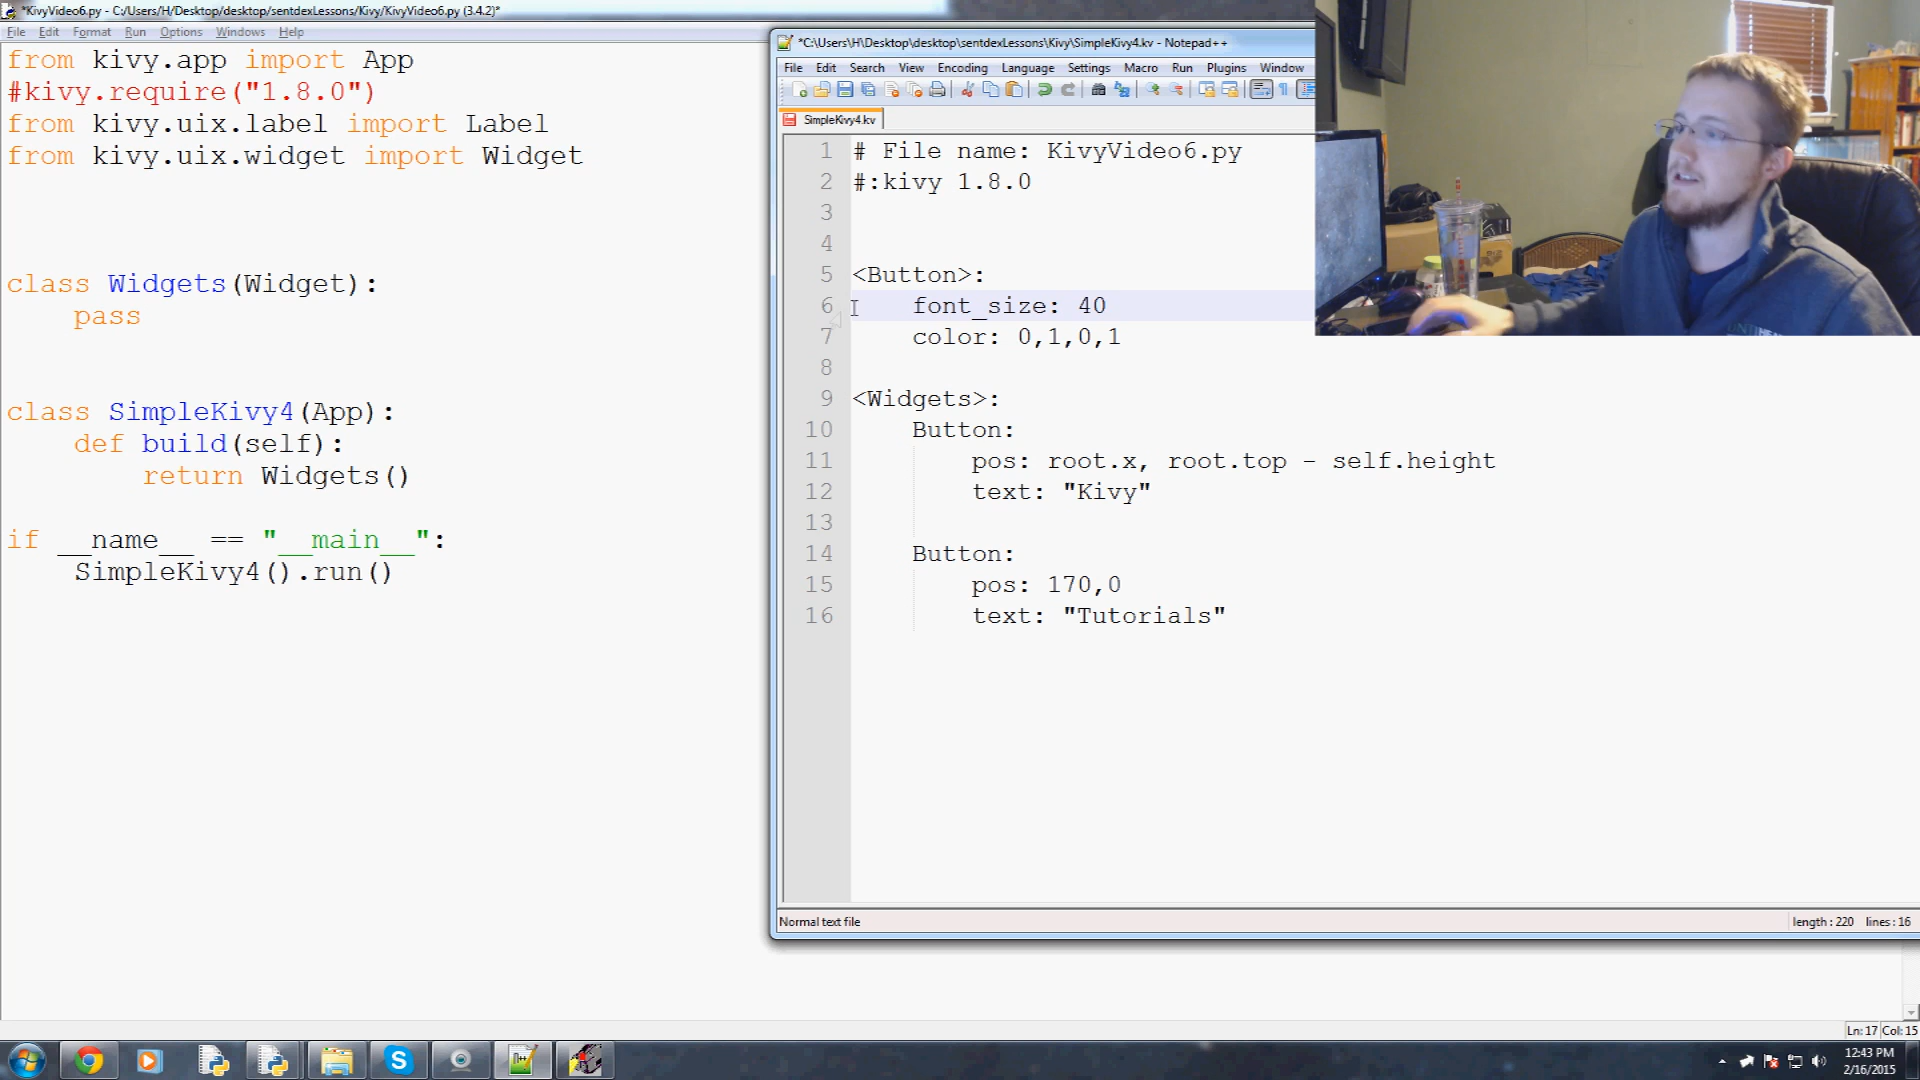 *KivyVideo6.py - C:/Users/H/Desktop/desktop/sentdexLessons/Kivy/KivyVideo6.py (3.4.2)*
File Edit Format Run Options Windows Help
from kivy.app import App
#kivy.require("1.8.0")
from kivy.uix.label import Label
from kivy.uix.widget import Widget
class Widgets(Widget):
pass
class SimpleKivy4(App):
def build(self):
return Widgets()
if __name__ == "__main__":
SimpleKivy4().run()
*C:\Users\H\Desktop\desktop\sentdexLessons\Kivy\SimpleKivy4.kv - Notepad++
File Edit Search View Encoding Language Settings Macro Run Plugins Window
SimpleKivy4.kv
1 # File name: KivyVideo6.py
2 #:kivy 1.8.0
3
4
5 <Button>:
6 font_size: 40
7 color: 0,1,0,1
8
9 <Widgets>:
10 Button:
11 pos: root.x, root.top - self.height
12 text: "Kivy"
13
14 Button:
15 pos: 170,0
16 text: "Tutorials"
Normal text file
length : 220 lines : 16
Ln: 17 Col: 15
12:43 PM
2/16/2015